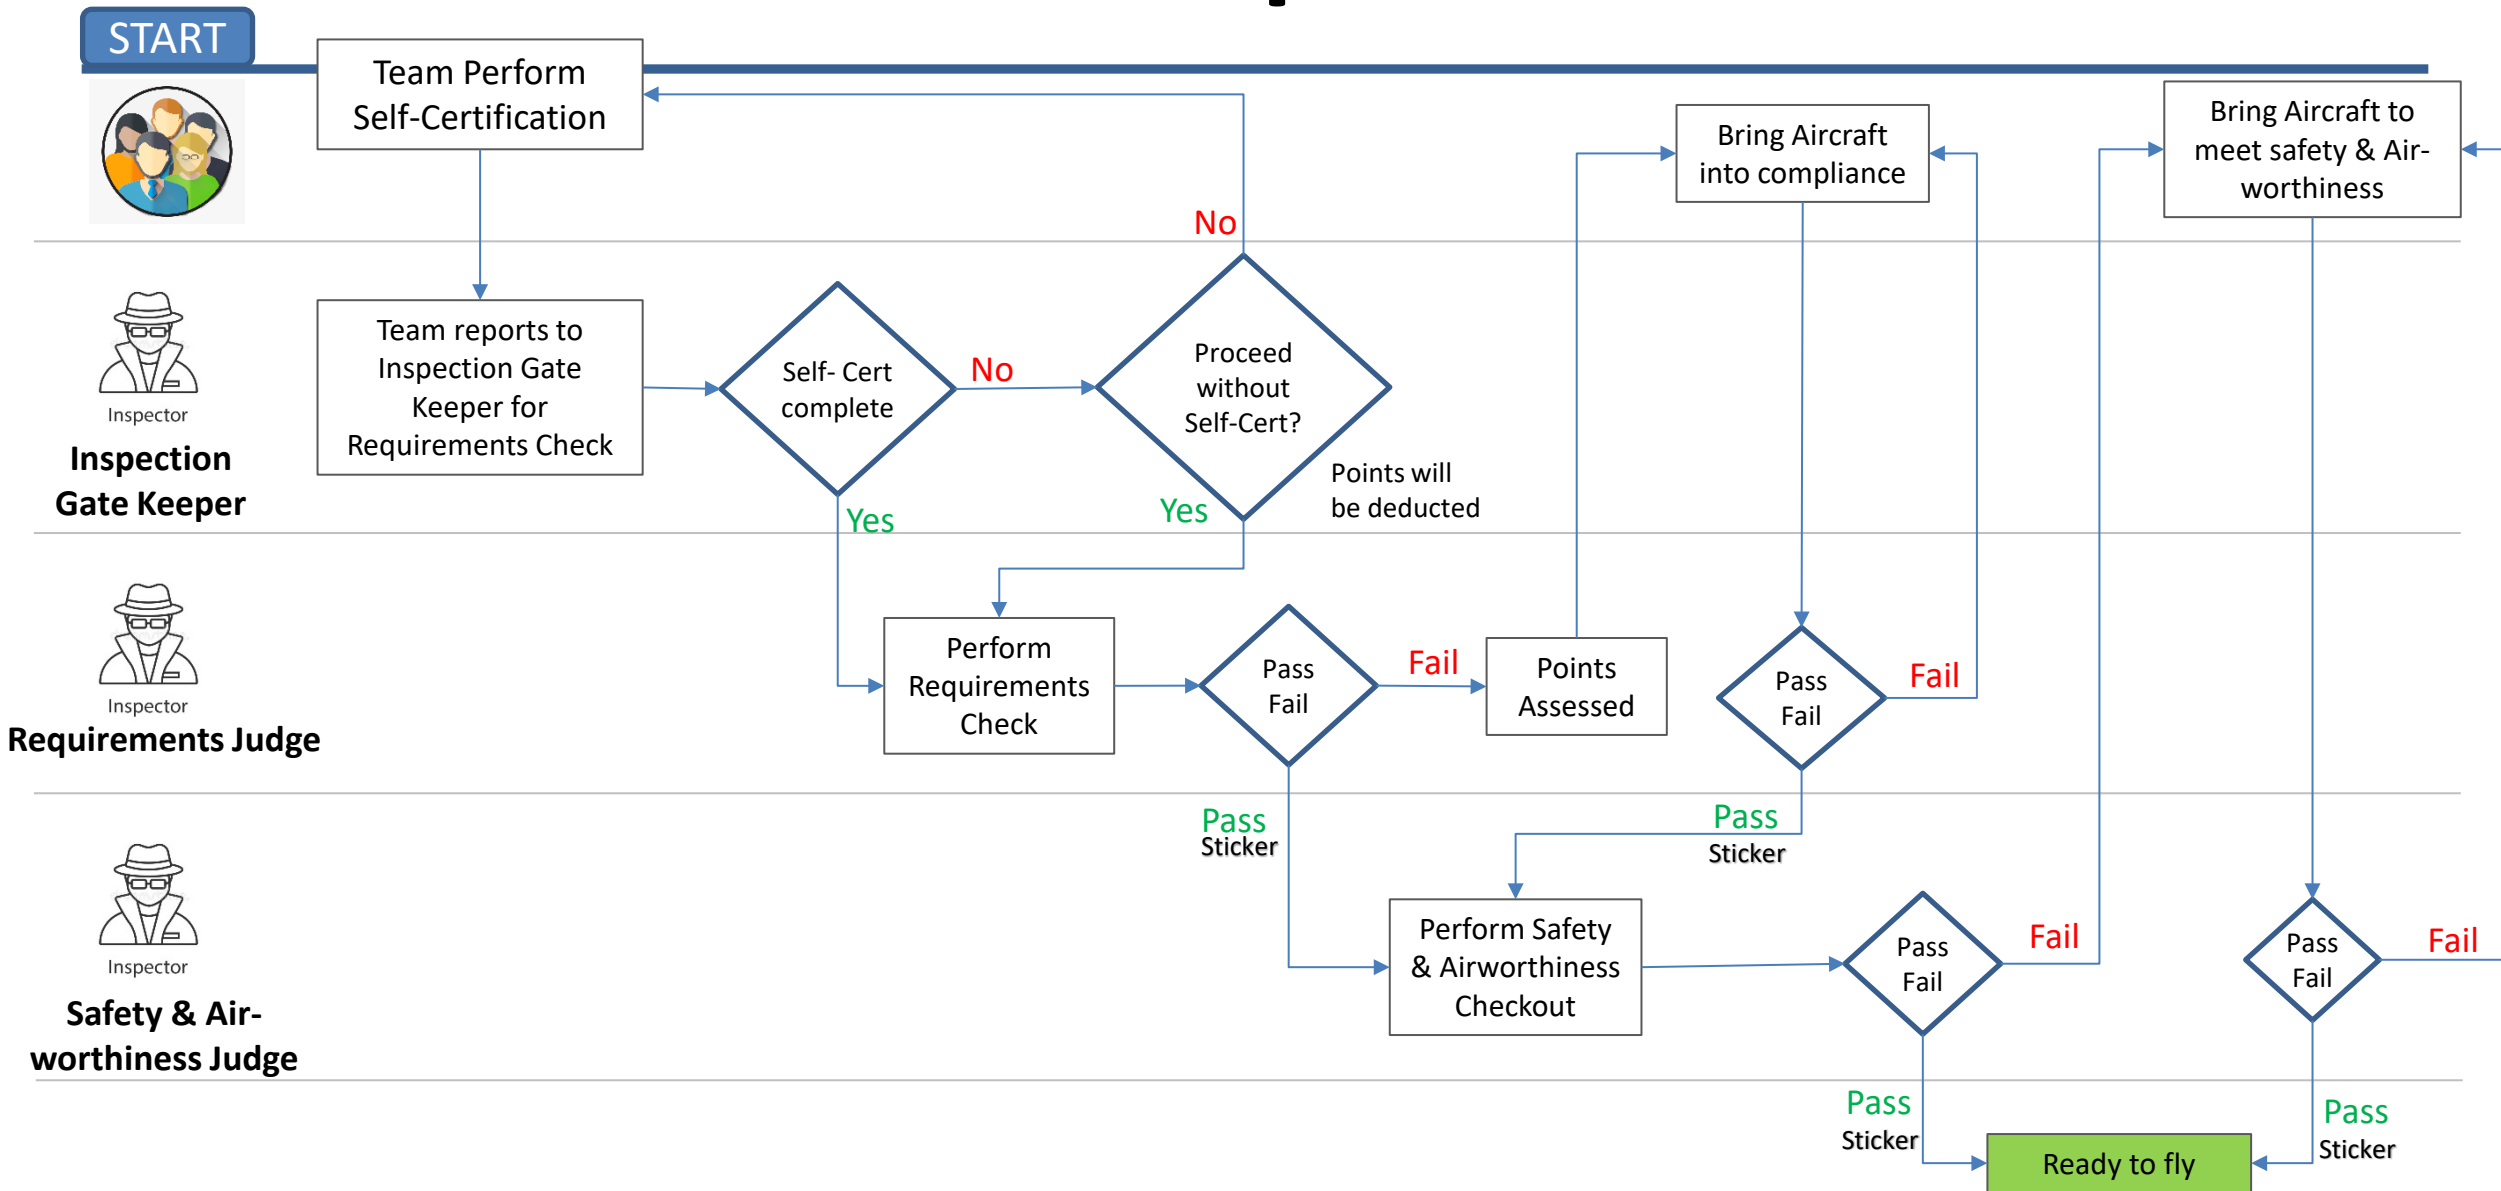 START
Team Perform
Self-Certification
Bring Aircraft
into compliance
Bring Aircraft to
meet safety & Air-
worthiness
No
Inspector
Inspection
Gate Keeper
Team reports to
Inspection Gate
Keeper for
Requirements Check
Self- Cert
complete
No
Proceed
without
Self-Cert?
Points will
be deducted
Yes
Yes
Inspector
Requirements Judge
Perform
Requirements
Check
Pass
Fail
Fail
Points
Assessed
Pass
Fail
Fail
Pass
Sticker
Pass
Sticker
Inspector
Safety & Air-
worthiness Judge
Perform Safety
& Airworthiness
Checkout
Pass
Fail
Fail
Pass
Fail
Fail
Pass
Sticker
Pass
Sticker
Ready to fly